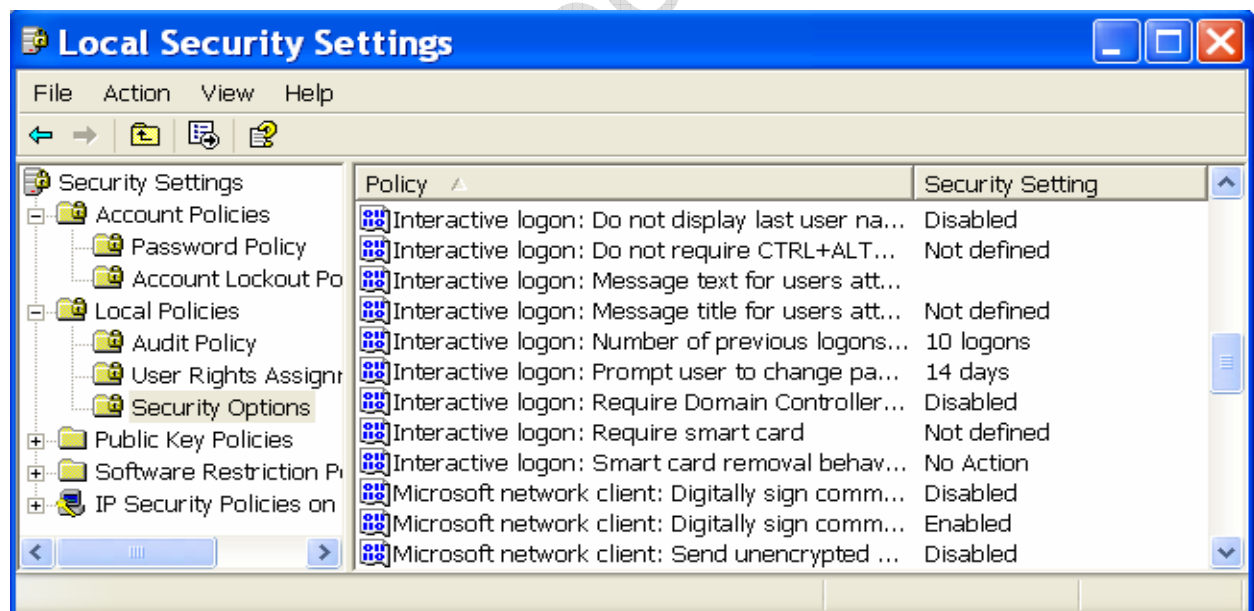 Local Security Settings
File Action View Help
Security Settings
Account Policies
Password Policy
Account Lockout Po
Local Policies
Audit Policy
User Rights Assignr
Security Options
Public Key Policies
Software Restriction P
IP Security Policies on
Policy Security Setting
Interactive logon: Do not display last user na... Disabled
Interactive logon: Do not require CTRL+ALT... Not defined
Interactive logon: Message text for users att...
Interactive logon: Message title for users att... Not defined
Interactive logon: Number of previous logons... 10 logons
Interactive logon: Prompt user to change pa... 14 days
Interactive logon: Require Domain Controller... Disabled
Interactive logon: Require smart card Not defined
Interactive logon: Smart card removal behav... No Action
Microsoft network client: Digitally sign comm... Disabled
Microsoft network client: Digitally sign comm... Enabled
Microsoft network client: Send unencrypted ... Disabled